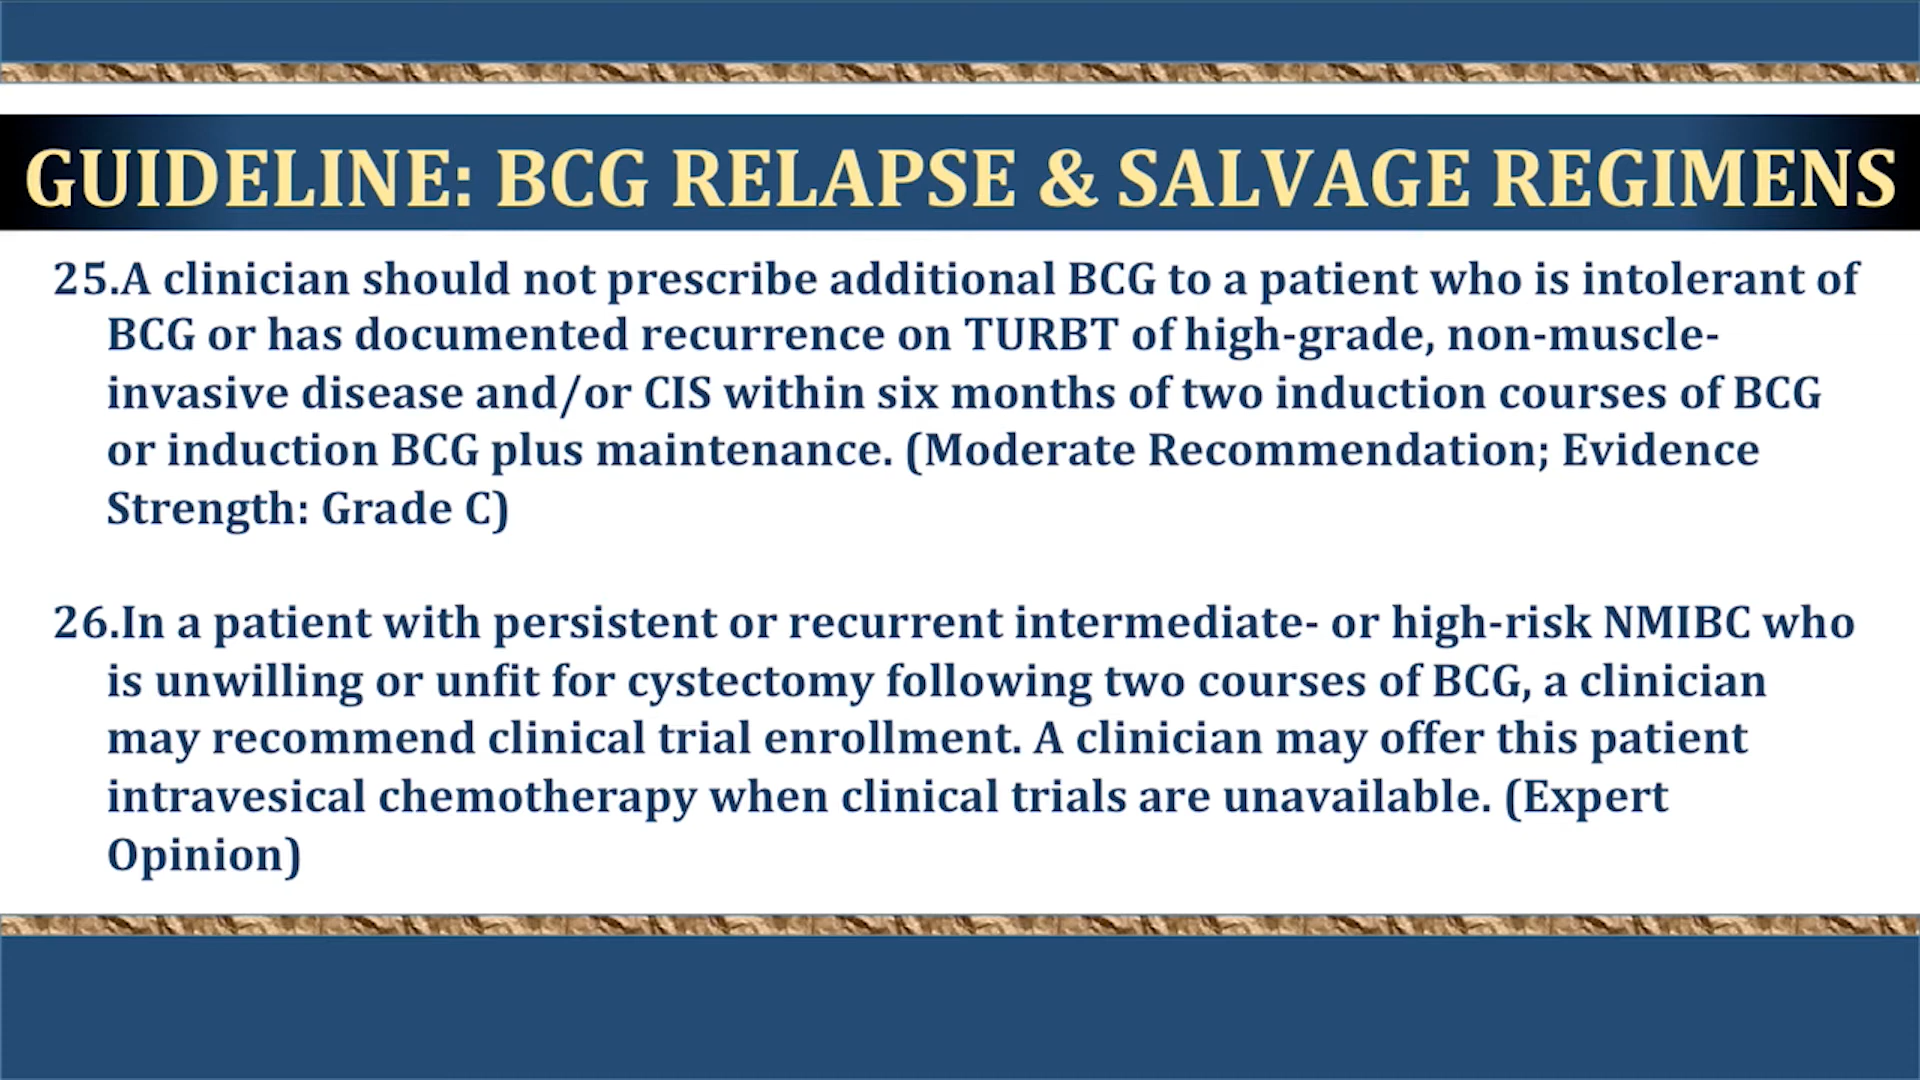 GUIDELINE: BCG RELAPSE & SALVAGE REGIMENS
25.A clinician should not prescribe additional BCG to a patient who is intolerant of
BCG or has documented recurrence on TURBT of high-grade, non-muscle-
invasive disease and/or CIS within six months of two induction courses of BCG
or induction BCG plus maintenance. (Moderate Recommendation; Evidence
Strength: Grade C)
26.In a patient with persistent or recurrent intermediate- or high-risk NMIBC who
is unwilling or unfit for cystectomy following two courses of BCG, a clinician
may recommend clinical trial enrollment. A clinician may offer this patient
intravesical chemotherapy when clinical trials are unavailable. (Expert
Opinion)